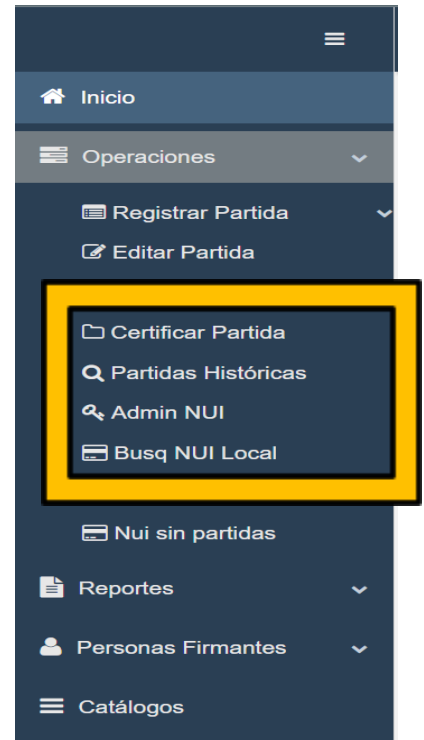 Inicio
Operaciones
Registrar Partida
Editar Partida
Certificar Partida
Partidas Históricas
Admin NUI
Busq NUI Local
Nui sin partidas
Reportes
Personas Firmantes
Catálogos